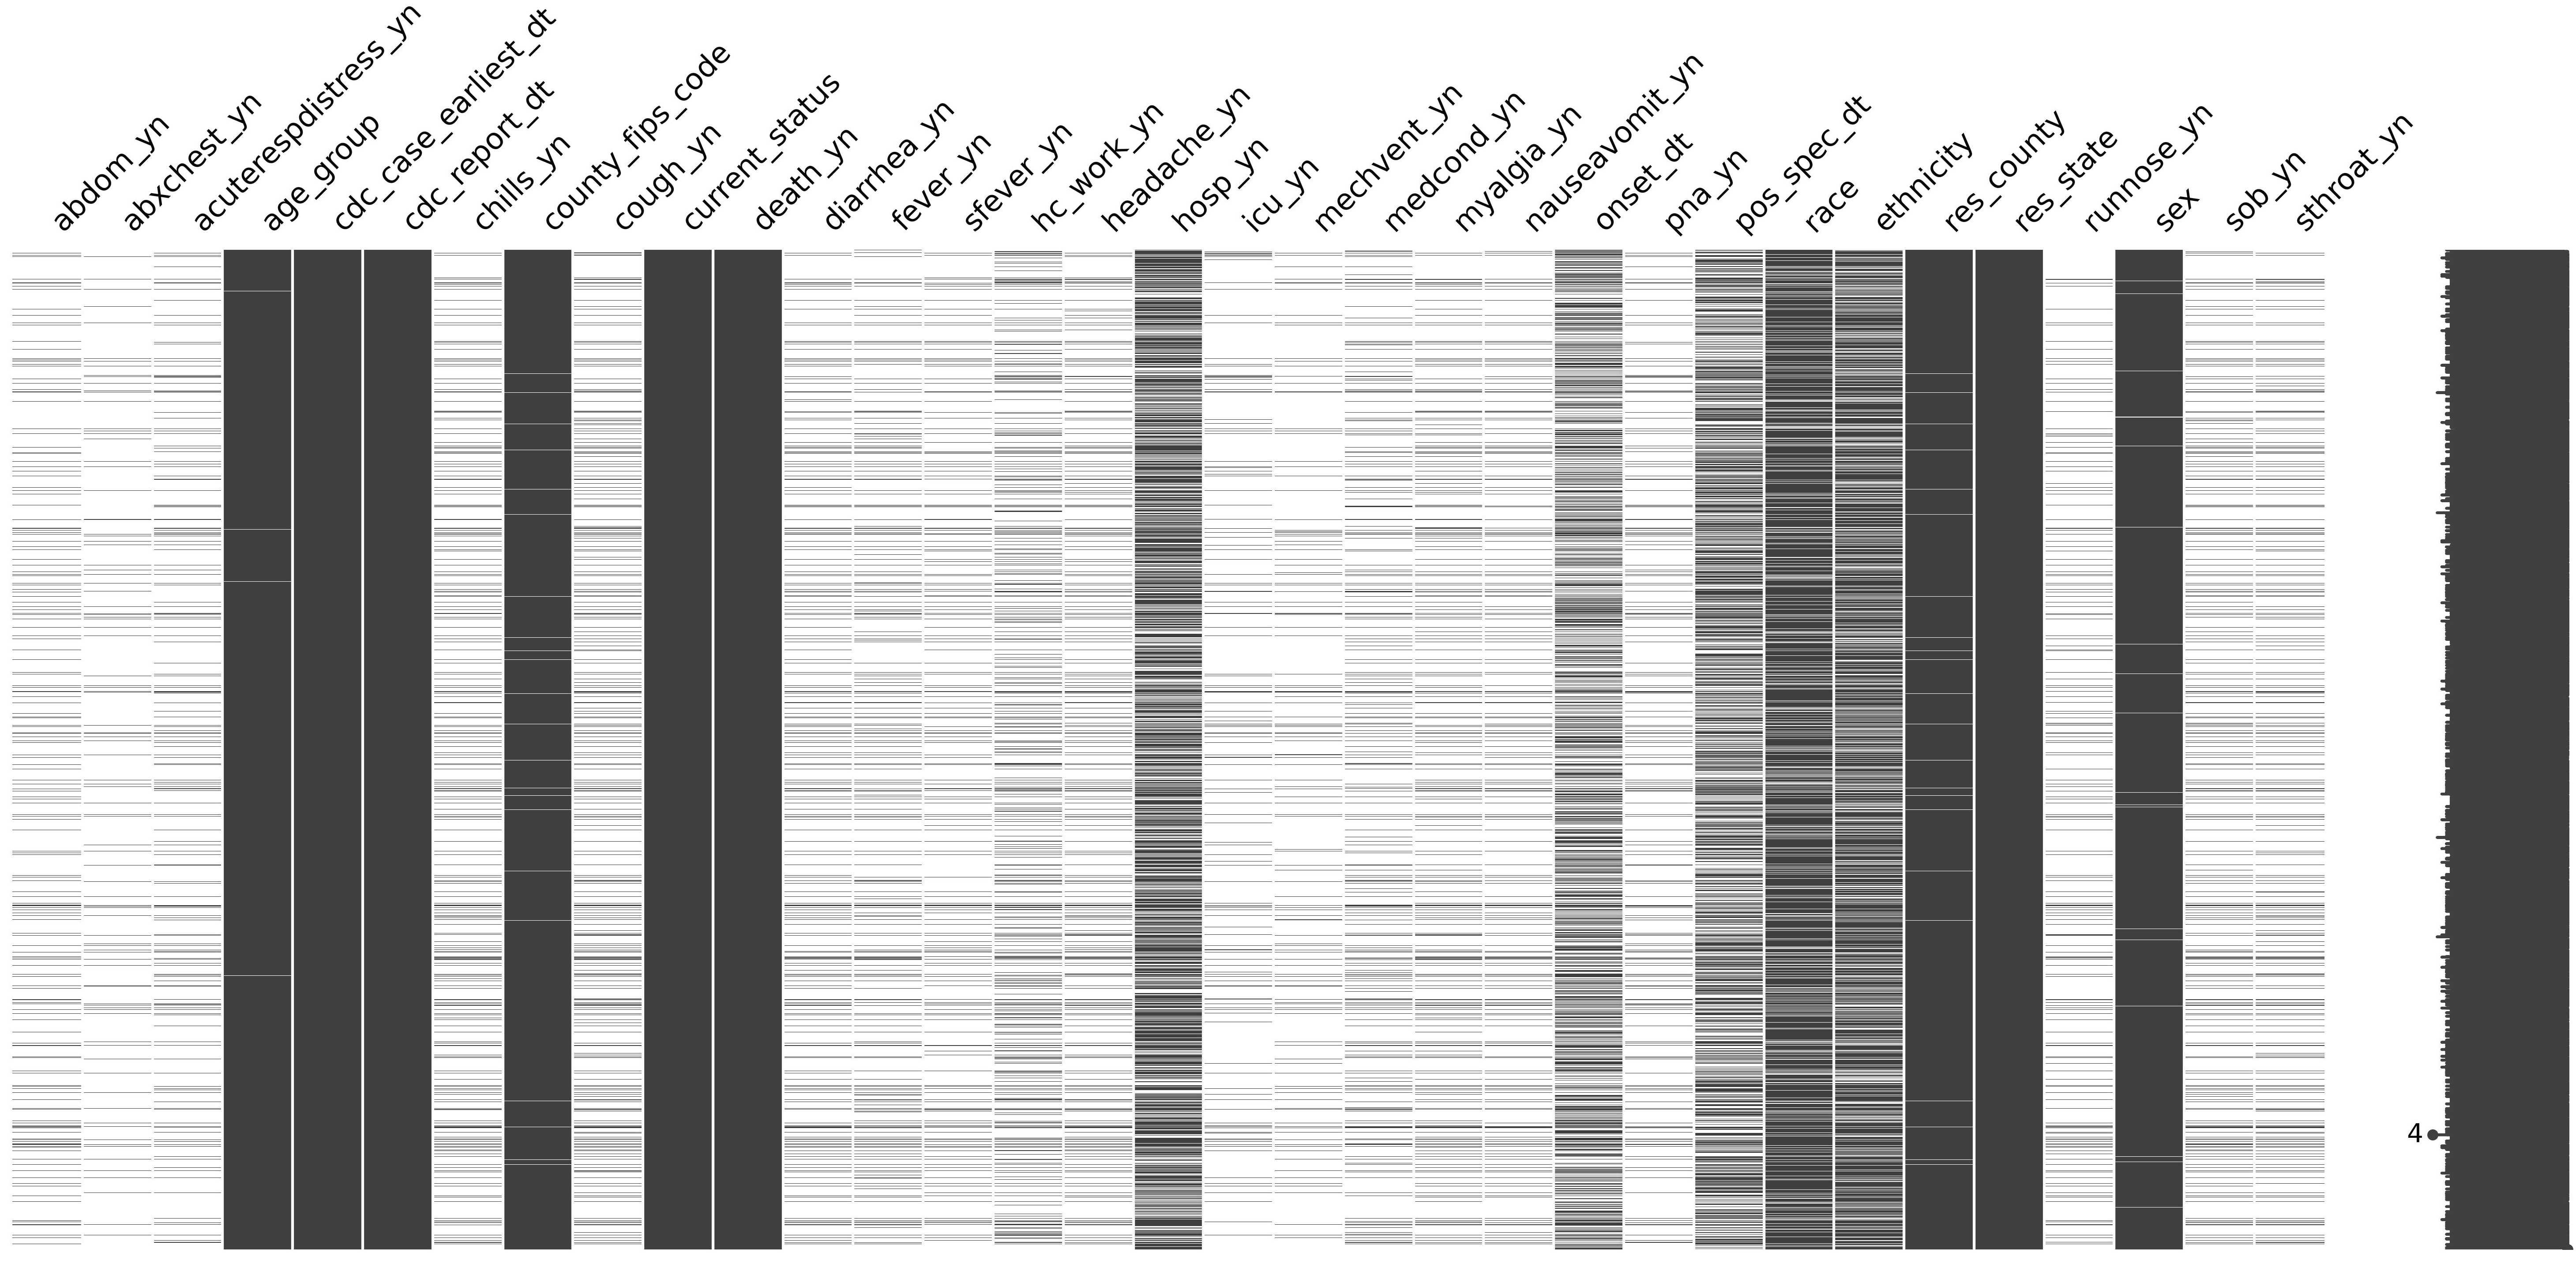 abdom_yn
abxchest_yn
acuterespdistress_yn
age_group
cdc_case_earliest_dt
cdc_report_dt
chills_yn
county_fips_code
cough_yn
current_status
death_yn
diarrhea_yn
fever_yn
sfever_yn
hc_work_yn
headache_yn
hosp_yn
icu_yn
mechvent_yn
medcond_yn
myalgia_yn
nauseavomit_yn
onset_dt
pna_yn
pos_spec_dt
race
ethnicity
res_county
res_state
runnose_yn
sex
sob_yn
sthroat_yn
4